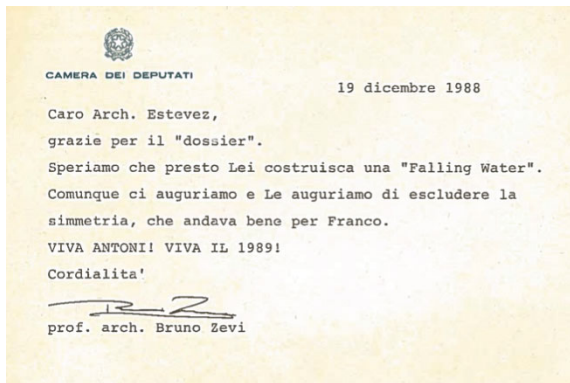 CAMERA DEI DEPUTATI
19 dicembre 1988
Caro Arch. Estevez,
grazie per il "dossier".
Speriamo che presto Lei costruisca una "Falling Water".
Comunque ci auguriamo e Le auguriamo di escludere la
simmetria, che andava bene per Franco.
VIVA ANTONI! VIVA IL 1989!
Cordialita'
prof. arch. Bruno Zevi